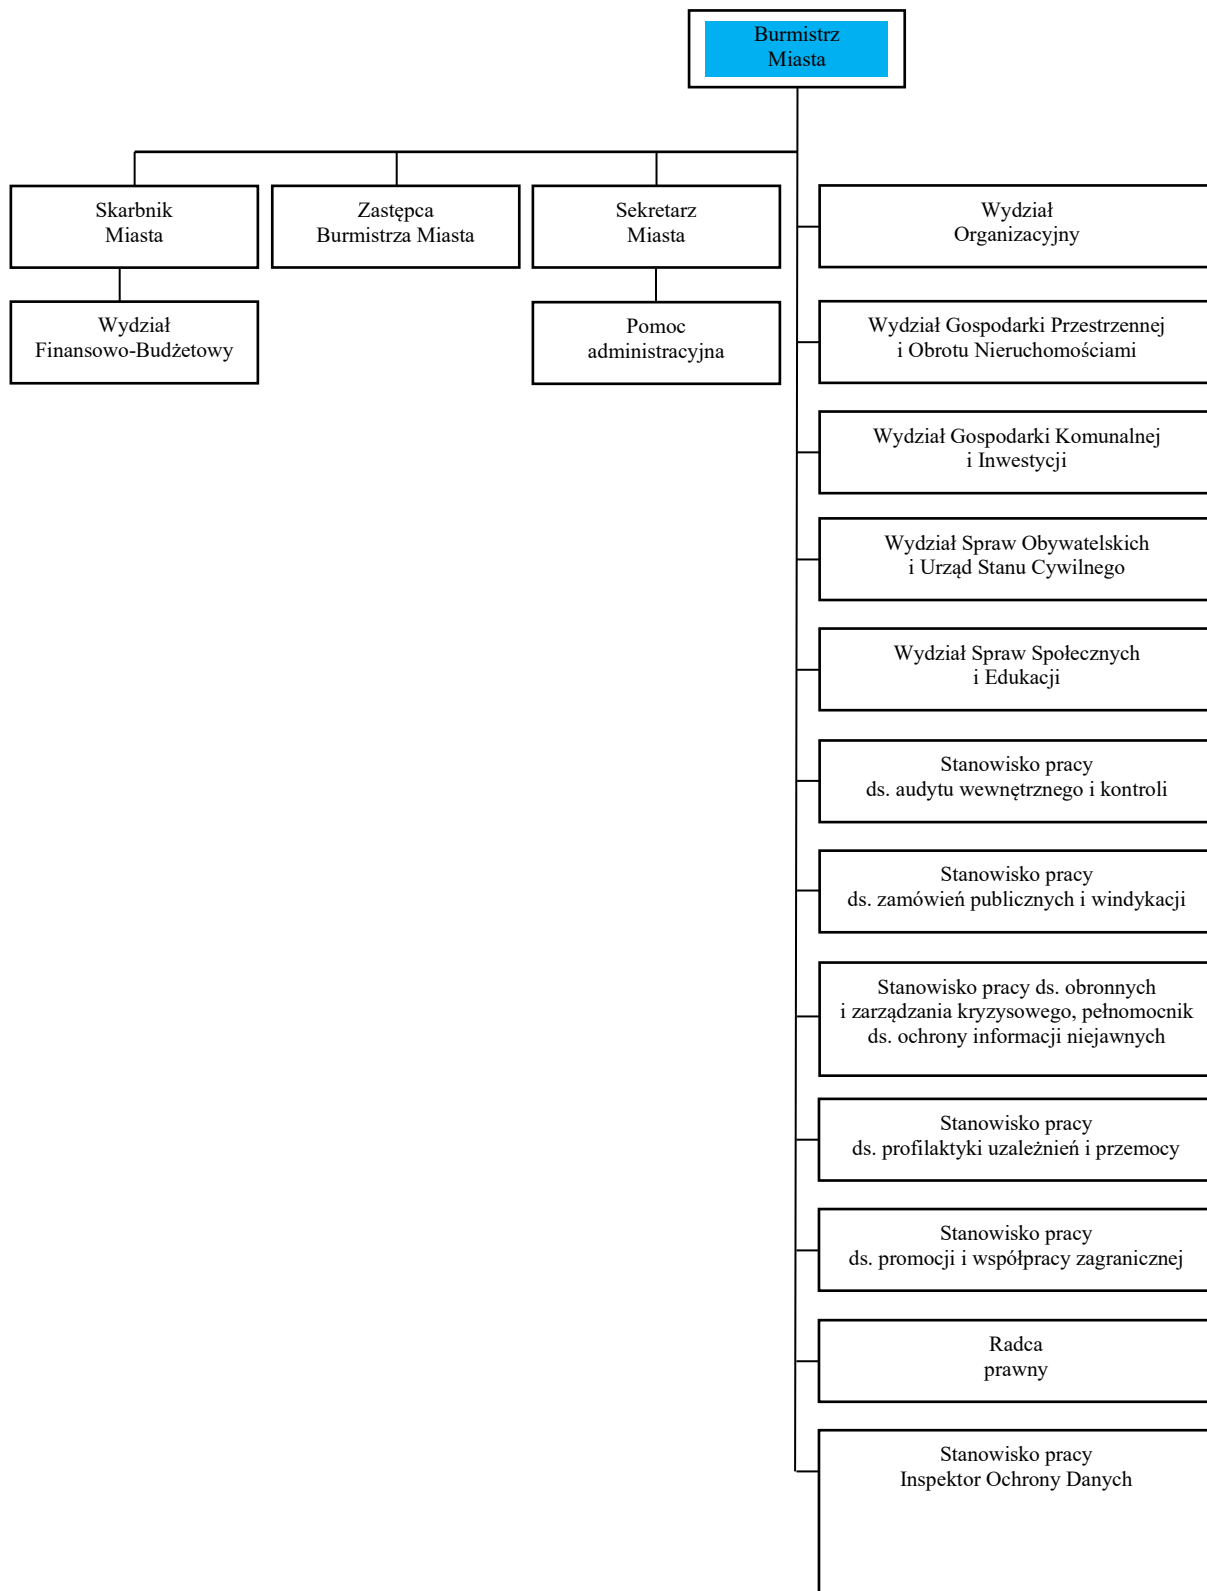 Burmistrz
Miasta
Skarbnik
Miasta
Zastępca
Burmistrza Miasta
Sekretarz
Miasta
Wydział
Organizacyjny
Wydział
Finansowo-Budżetowy
Pomoc
administracyjna
Wydział Gospodarki Przestrzennej
i Obrotu Nieruchomościami
Wydział Gospodarki Komunalnej
i Inwestycji
Wydział Spraw Obywatelskich
i Urząd Stanu Cywilnego
Wydział Spraw Społecznych
i Edukacji
Stanowisko pracy
ds. audytu wewnętrznego i kontroli
Stanowisko pracy
ds. zamówień publicznych i windykacji
Stanowisko pracy ds. obronnych
i zarządzania kryzysowego, pełnomocnik
ds. ochrony informacji niejawnych
Stanowisko pracy
ds. profilaktyki uzależnień i przemocy
Stanowisko pracy
ds. promocji i współpracy zagranicznej
Radca
prawny
Stanowisko pracy
Inspektor Ochrony Danych